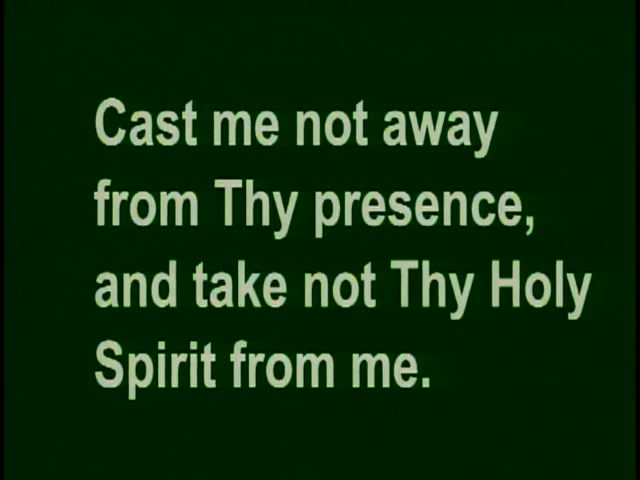 Cast me not away
from Thy presence,
and take not Thy Holy
Spirit from me.